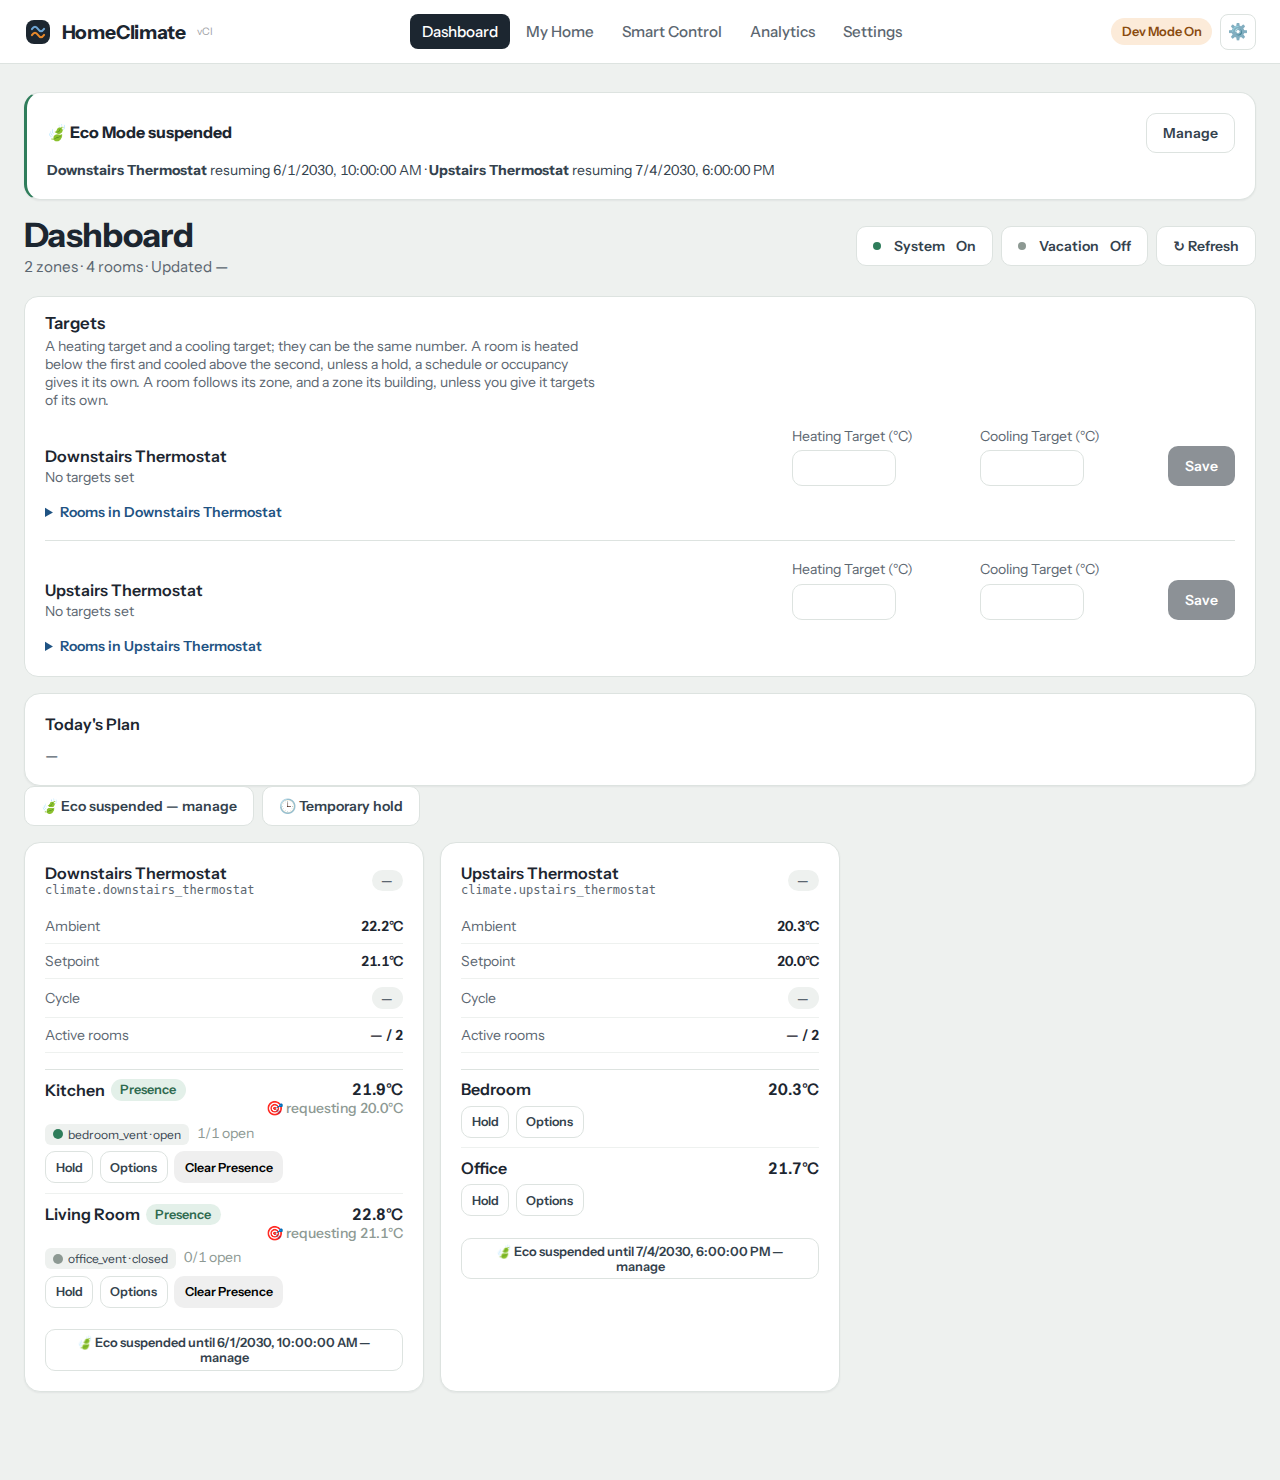 HomeClimate vCI
Dashboard My Home Smart Control Analytics Settings
Dev Mode On
Eco Mode suspended
Manage
Downstairs Thermostat resuming 6/1/2030, 10:00:00 AM · Upstairs Thermostat resuming 7/4/2030, 6:00:00 PM
Dashboard
2 zones · 4 rooms · Updated —
System On
Vacation Off
↻ Refresh
Targets
A heating target and a cooling target; they can be the same number. A room is heated
below the first and cooled above the second, unless a hold, a schedule or occupancy
gives it its own. A room follows its zone, and a zone its building, unless you give it targets
of its own.
Downstairs Thermostat
No targets set
Heating Target (°C)
Cooling Target (°C)
Save
Rooms in Downstairs Thermostat
Upstairs Thermostat
No targets set
Heating Target (°C)
Cooling Target (°C)
Save
Rooms in Upstairs Thermostat
Today's Plan
—
Eco suspended — manage
Temporary hold
Downstairs Thermostat
climate.downstairs_thermostat
—
Ambient 22.2°C
Setpoint 21.1°C
Cycle —
Active rooms — / 2
Kitchen Presence 21.9°C
requesting 20.0°C
bedroom_vent · open 1/1 open
Hold Options Clear Presence
Living Room Presence 22.8°C
requesting 21.1°C
office_vent · closed 0/1 open
Hold Options Clear Presence
Eco suspended until 6/1/2030, 10:00:00 AM —
manage
Upstairs Thermostat
climate.upstairs_thermostat
—
Ambient 20.3°C
Setpoint 20.0°C
Cycle —
Active rooms — / 2
Bedroom 20.3°C
Hold Options
Office 21.7°C
Hold Options
Eco suspended until 7/4/2030, 6:00:00 PM —
manage